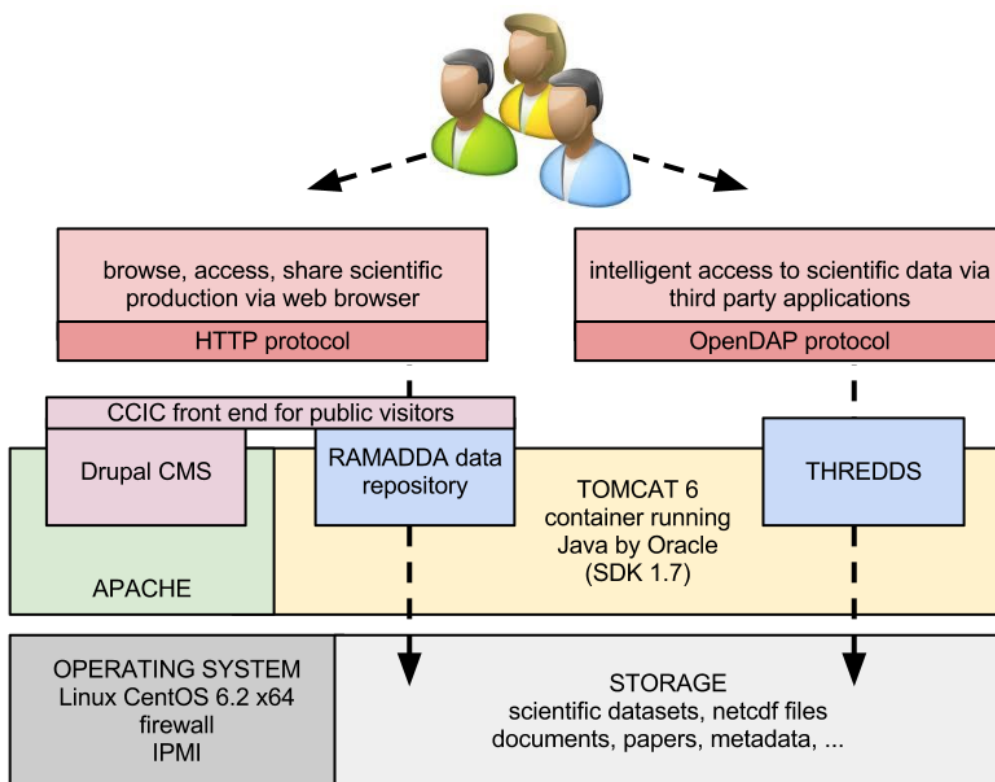 browse, access, share scientific
production via web browser
HTTP protocol
intelligent access to scientific data via
third party applications
OpenDAP protocol
CCIC front end for public visitors
Drupal CMS
RAMADDA data
repository
THREDDS
TOMCAT 6
container running
Java by Oracle
(SDK 1.7)
APACHE
OPERATING SYSTEM
Linux CentOS 6.2 x64
firewall
IPMI
STORAGE
scientific datasets, netcdf files
documents, papers, metadata, ...